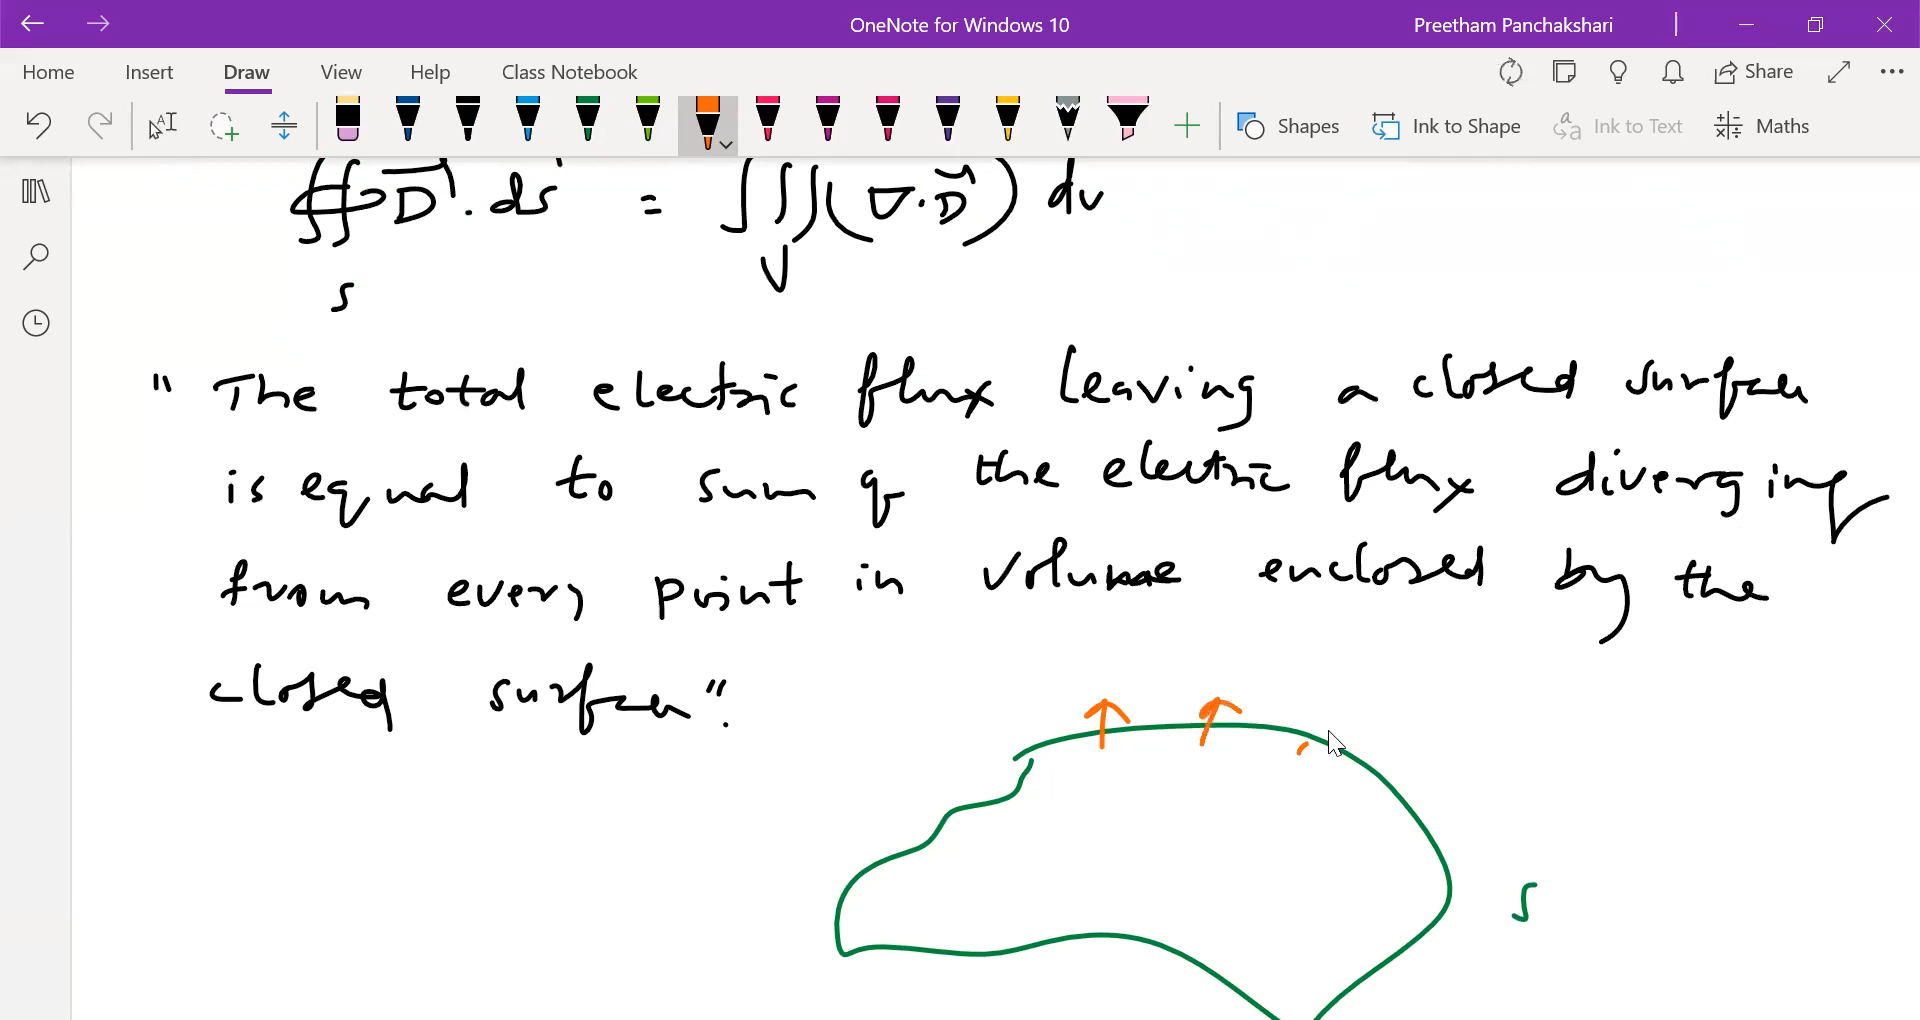 OneNote for Windows 10
Preetham Panchakshari
Home Insert Draw View Help Class Notebook Share
Shapes Ink to Shape Ink to Text Maths
∯ D⃗ . ds = ∫∫∫ (∇ . D⃗) dv
s V
" The total electric flux leaving a closed surface
is equal to sum of the electric flux diverging
from every point in volume enclosed by the
closed surface".
S